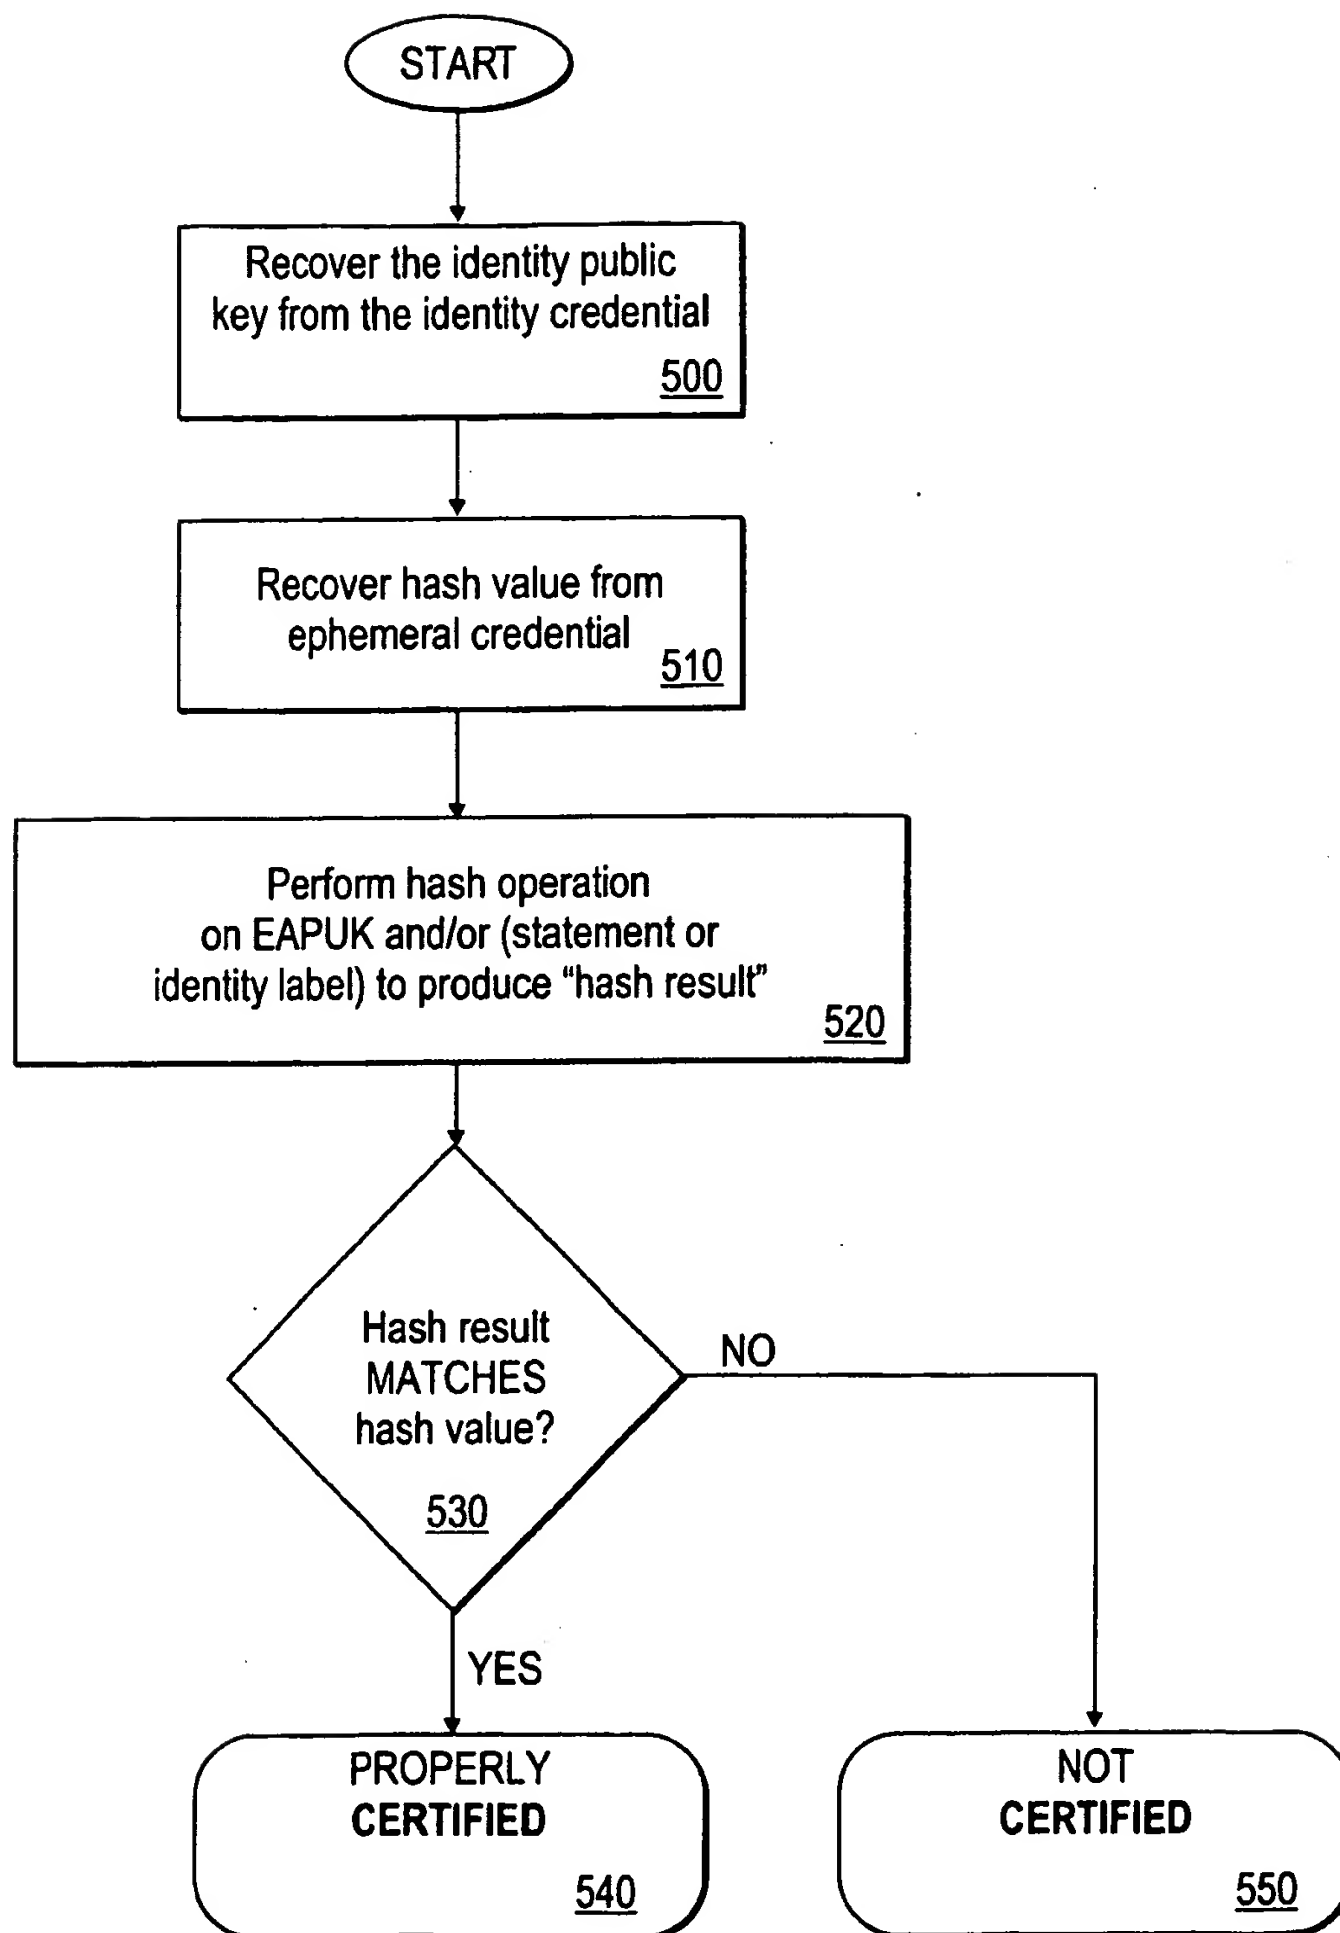 START
Recover the identity public
key from the identity credential
500
Recover hash value from
ephemeral credential
510
Perform hash operation
on EAPUK and/or (statement or
identity label) to produce “hash result”
520
Hash result
MATCHES
hash value?
530
NO
YES
PROPERLY
CERTIFIED
540
NOT
CERTIFIED
550